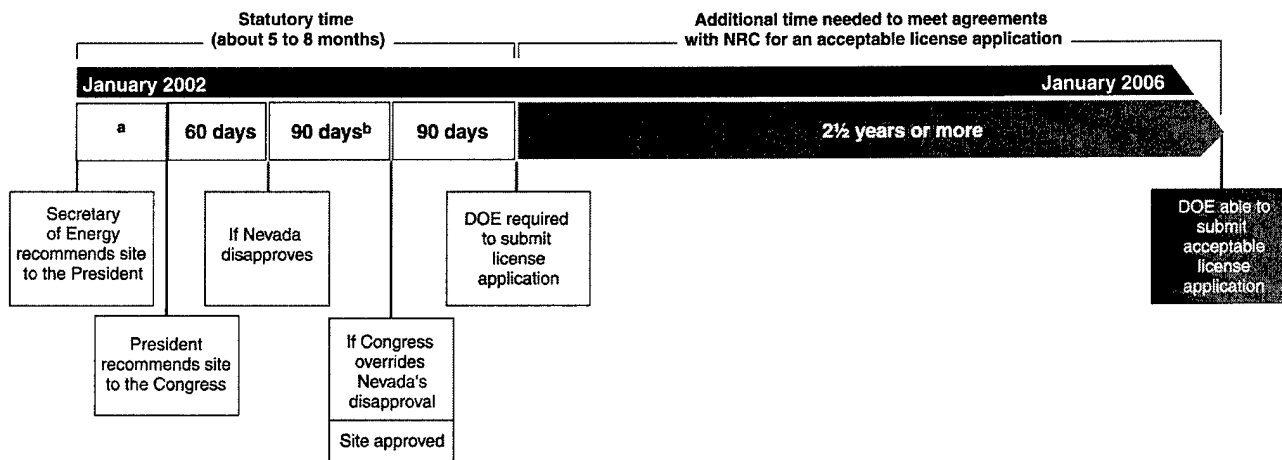 Statutory time
(about 5 to 8 months)
Additional time needed to meet agreements
with NRC for an acceptable license application
January 2002
January 2006
a
60 days
90 daysᵇ
90 days
2½ years or more
Secretary
of Energy
recommends site
to the President
If Nevada
disapproves
DOE required
to submit
license
application
DOE able to
submit
acceptable
license
application
President
recommends site
to the Congress
If Congress
overrides
Nevada's
disapproval
Site approved